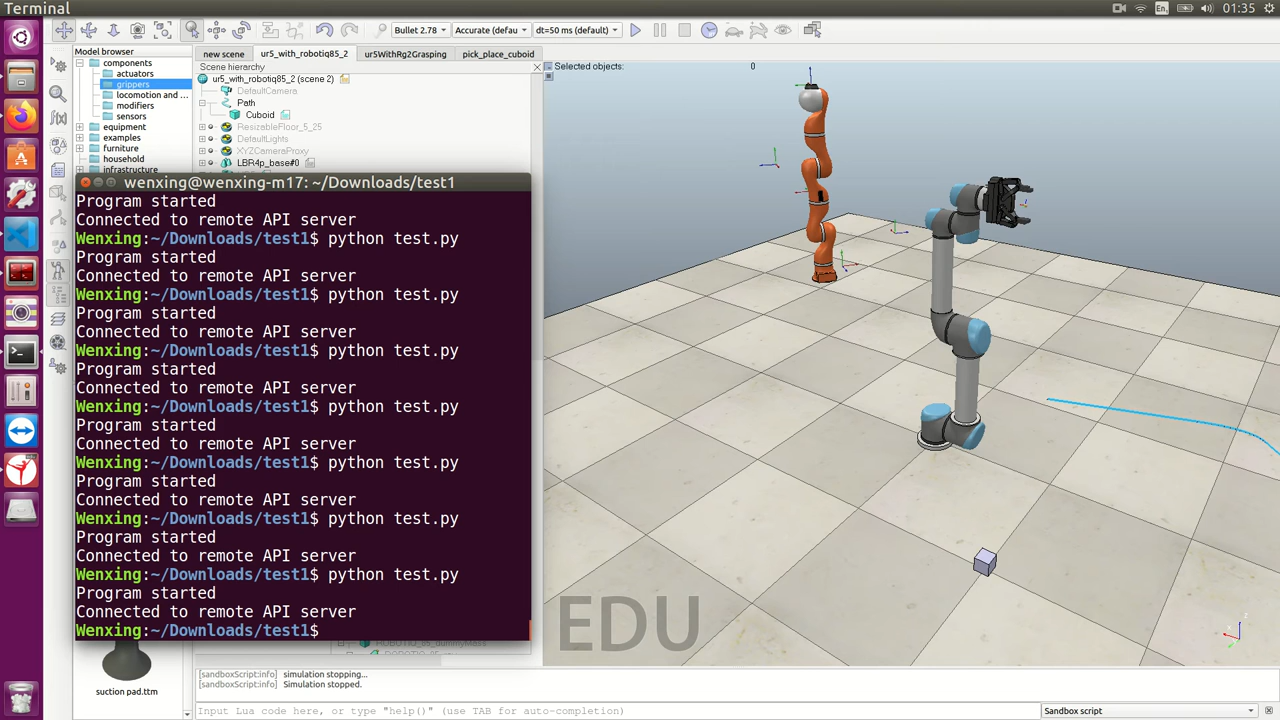 Terminal
En
01:35
Bullet 2.78
Accurate (defau
dt=50 ms (default)
Model browser
components
actuators
grippers
locomotion and ...
modifiers
sensors
equipment
examples
furniture
household
infrastructure
new scene
ur5_with_robotiq85_2
ur5WithRg2Grasping
pick_place_cuboid
Scene hierarchy
ur5_with_robotiq85_2 (scene 2)
DefaultCamera
Path
Cuboid
ResizableFloor_5_25
DefaultLights
XYZCameraProxy
LBR4p_base#0
Selected objects:
0
wenxing@wenxing-m17: ~/Downloads/test1
Program started
Connected to remote API server
Wenxing:~/Downloads/test1$ python test.py
Program started
Connected to remote API server
Wenxing:~/Downloads/test1$ python test.py
Program started
Connected to remote API server
Wenxing:~/Downloads/test1$ python test.py
Program started
Connected to remote API server
Wenxing:~/Downloads/test1$ python test.py
Program started
Connected to remote API server
Wenxing:~/Downloads/test1$ python test.py
Program started
Connected to remote API server
Wenxing:~/Downloads/test1$ python test.py
Program started
Connected to remote API server
Wenxing:~/Downloads/test1$ python test.py
Program started
Connected to remote API server
Wenxing:~/Downloads/test1$
EDU
suction pad.ttm
[sandboxScript:info] simulation stopping...
[sandboxScript:info] Simulation stopped.
Input Lua code here, or type "help()" (use TAB for auto-completion)
Sandbox script